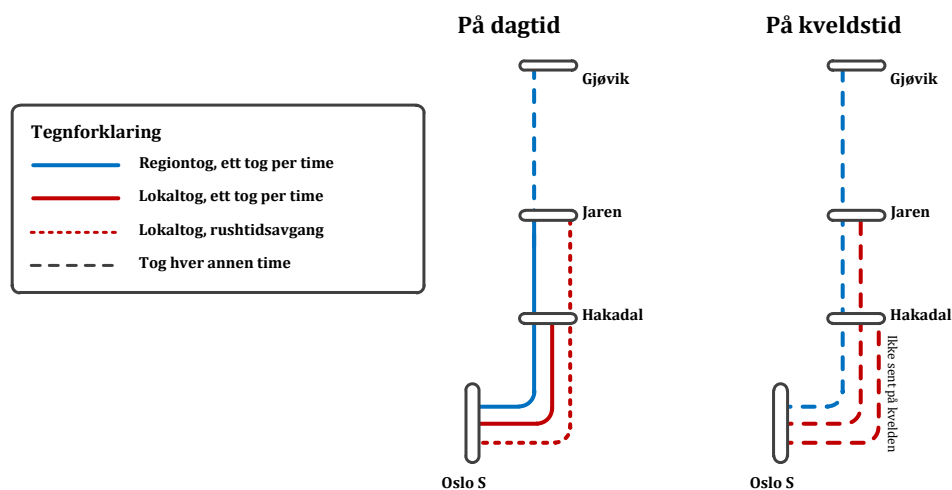 På dagtid
På kveldstid
Gjøvik
Gjøvik
Tegnforklaring
Regiontog, ett tog per time
Lokaltog, ett tog per time
Lokaltog, rushtidsavgang
Tog hver annen time
Jaren
Jaren
Hakadal
Hakadal
Ikke sent på kvelden
Oslo S
Oslo S